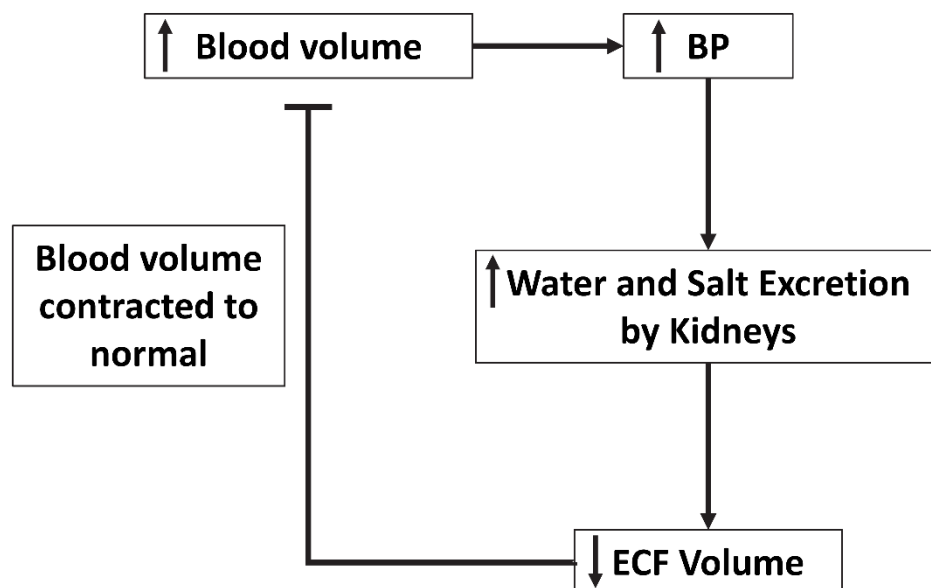 ↑ Blood volume
↑ BP
Blood volume
contracted to
normal
↑ Water and Salt Excretion
by Kidneys
↓ ECF Volume